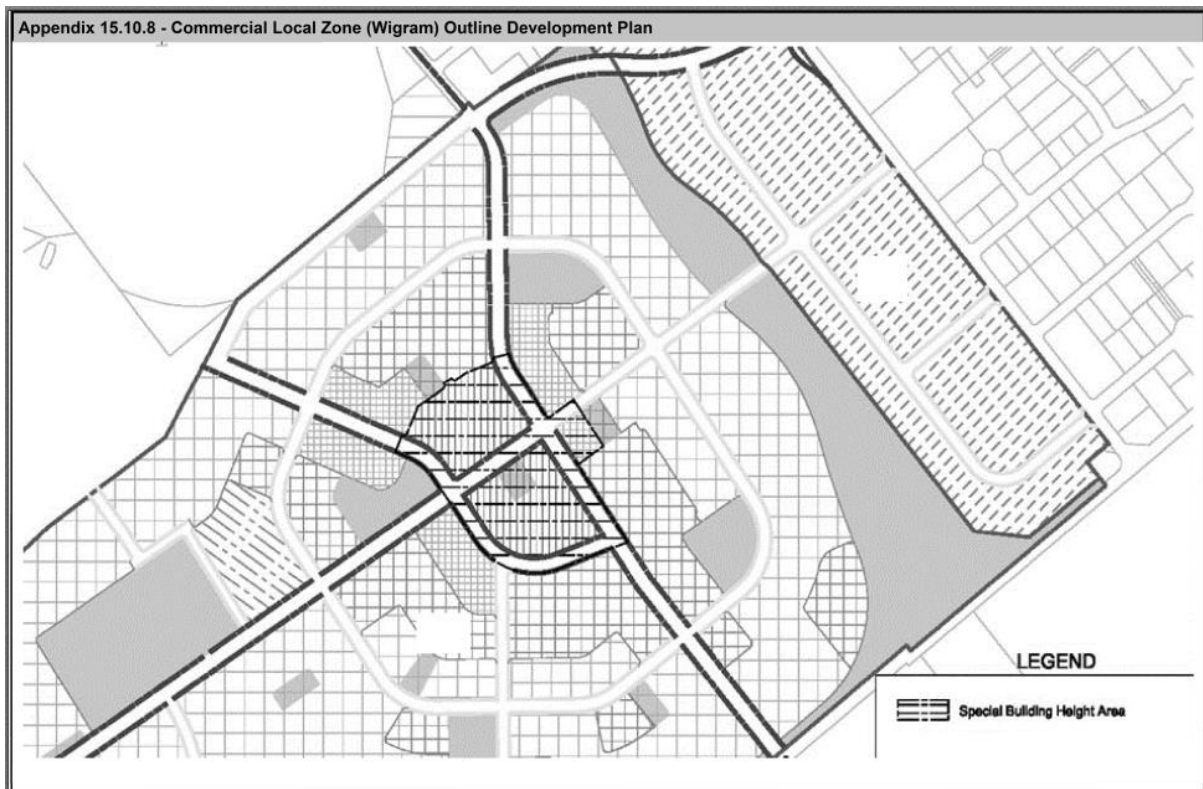 Appendix 15.10.8 - Commercial Local Zone (Wigram) Outline Development Plan
LEGEND
Special Building Height Area